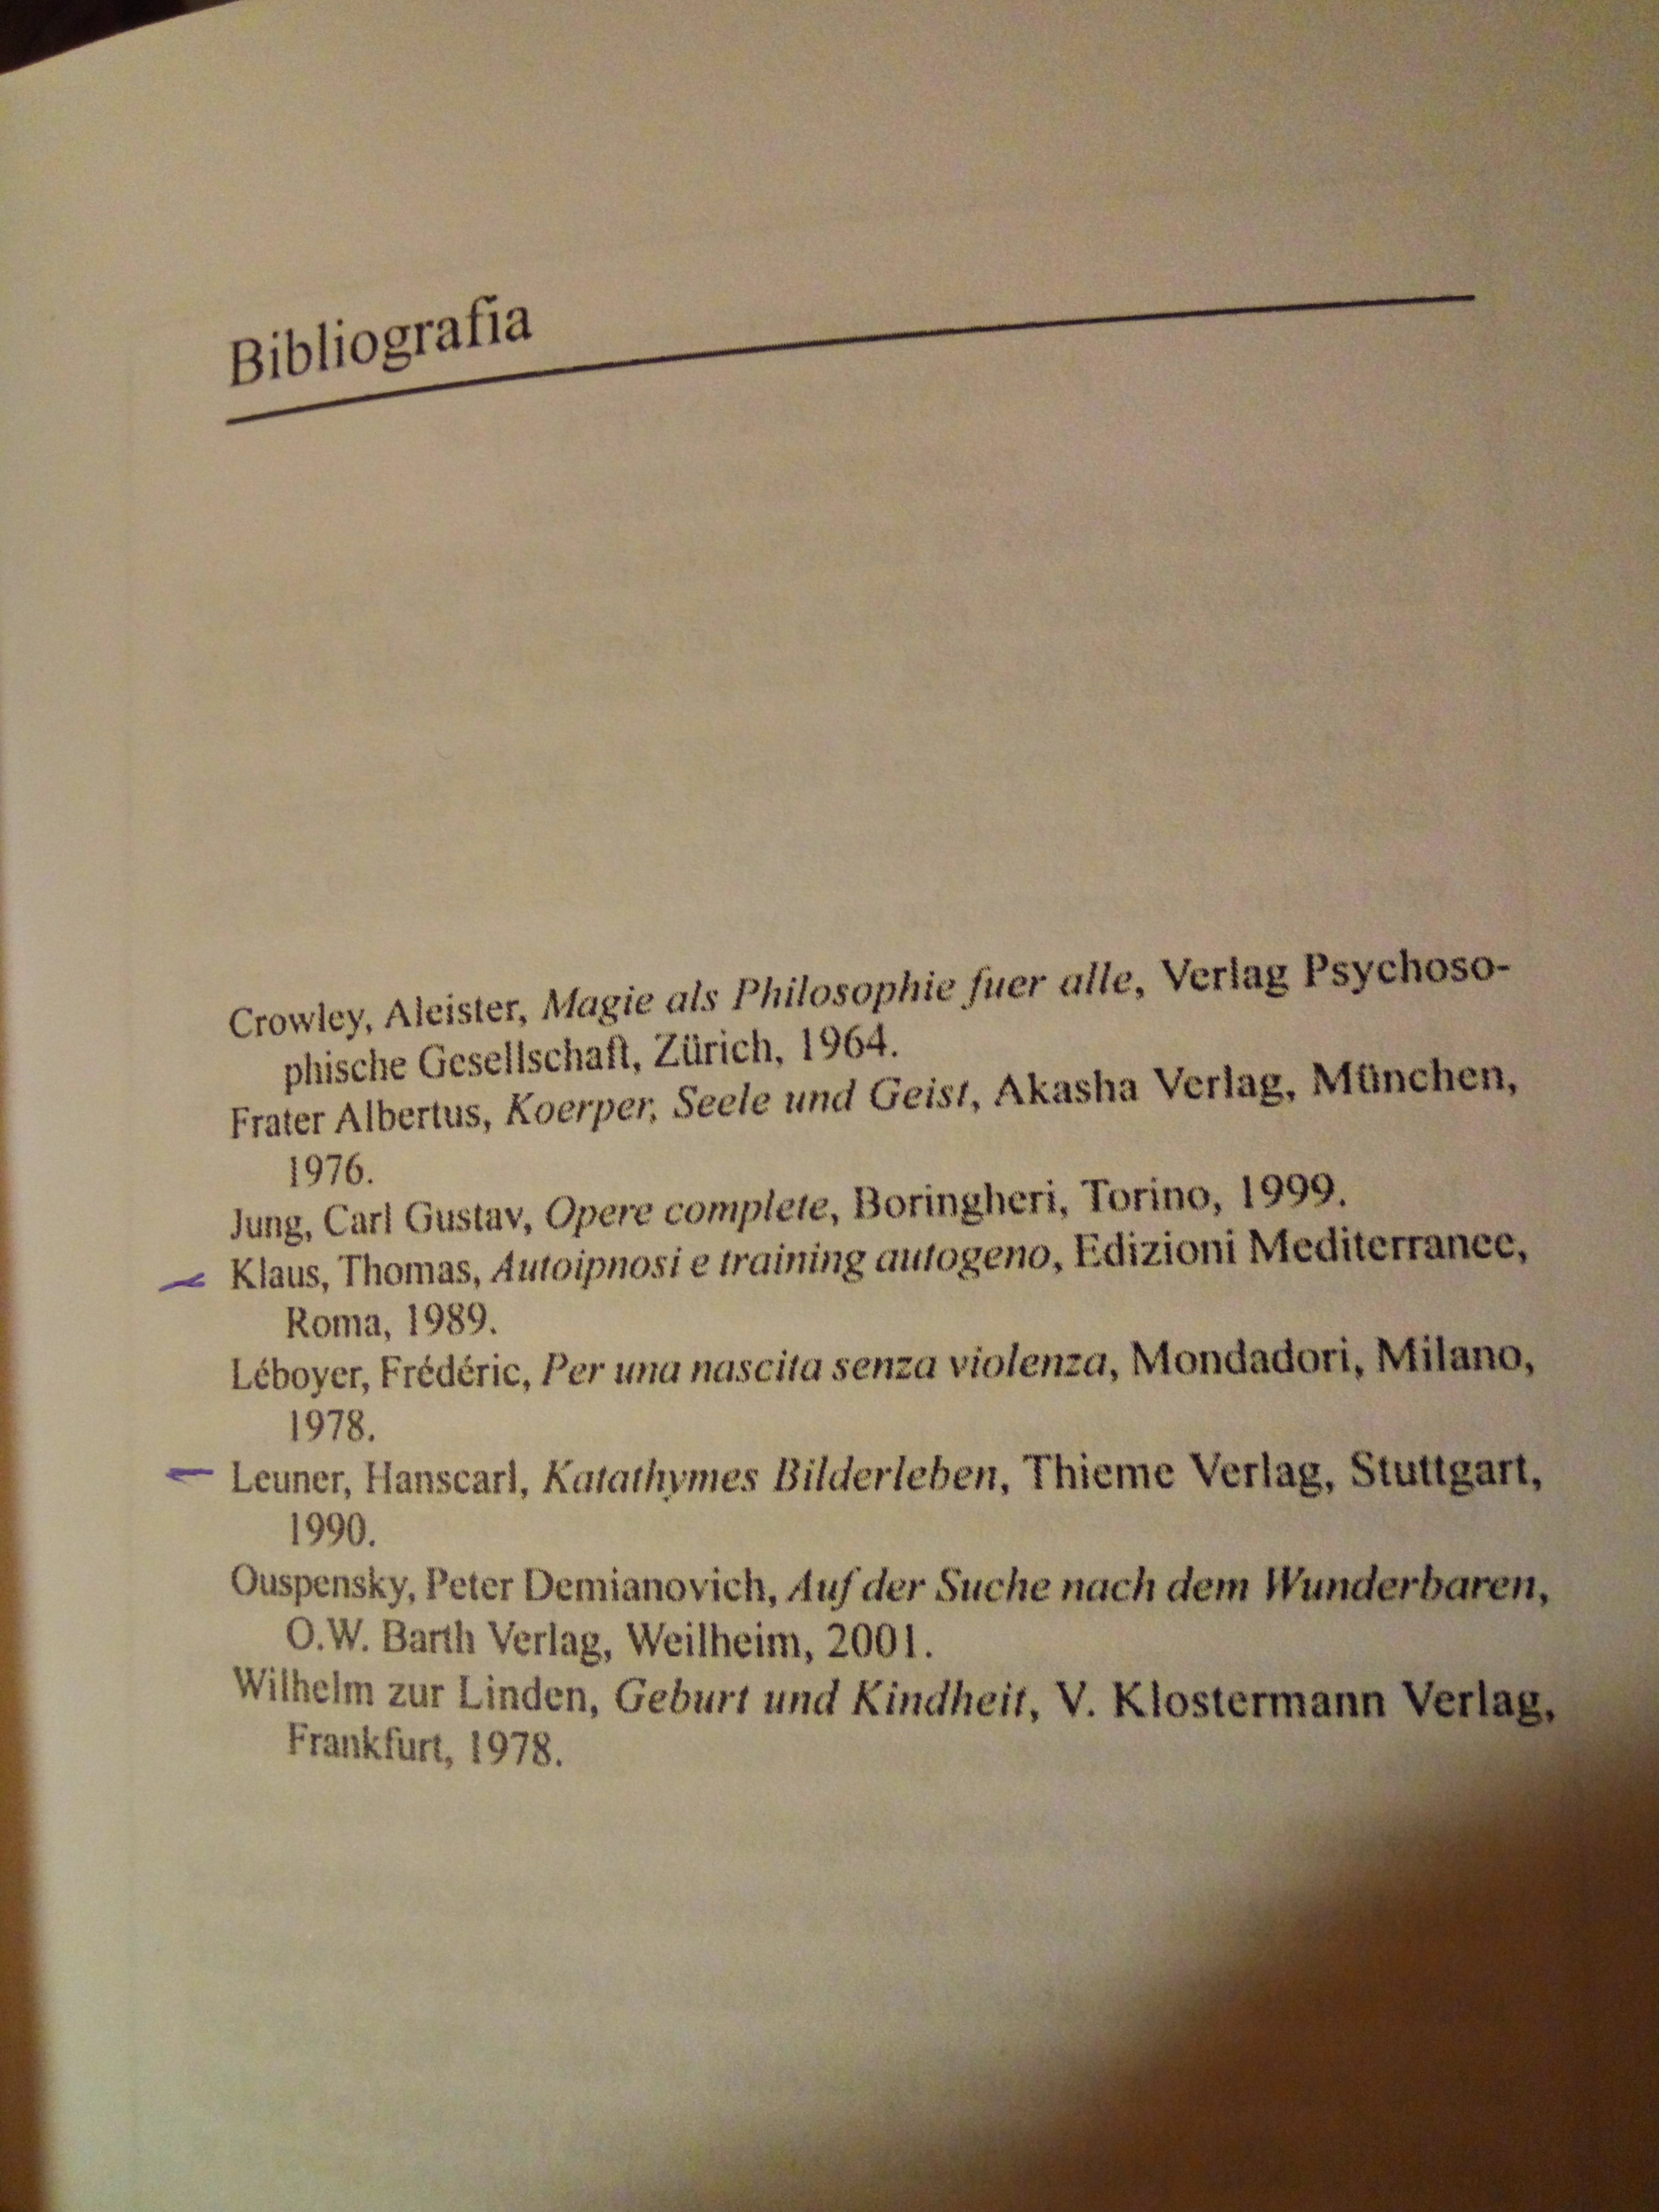 Bibliografia
Crowley, Aleister, Magie als Philosophie fuer alle, Verlag Psychoso-
phische Gesellschaft, Zürich, 1964.
Frater Albertus, Koerper, Seele und Geist, Akasha Verlag, München,
1976.
Jung, Carl Gustav, Opere complete, Boringheri, Torino, 1999.
Klaus, Thomas, Autoipnosi e training autogeno, Edizioni Mediterranee,
Roma, 1989.
Léboyer, Frédéric, Per una nascita senza violenza, Mondadori, Milano,
1978.
Leuner, Hanscarl, Katathymes Bilderleben, Thieme Verlag, Stuttgart,
1990.
Ouspensky, Peter Demianovich, Auf der Suche nach dem Wunderbaren,
O.W. Barth Verlag, Weilheim, 2001.
Wilhelm zur Linden, Geburt und Kindheit, V. Klostermann Verlag,
Frankfurt, 1978.